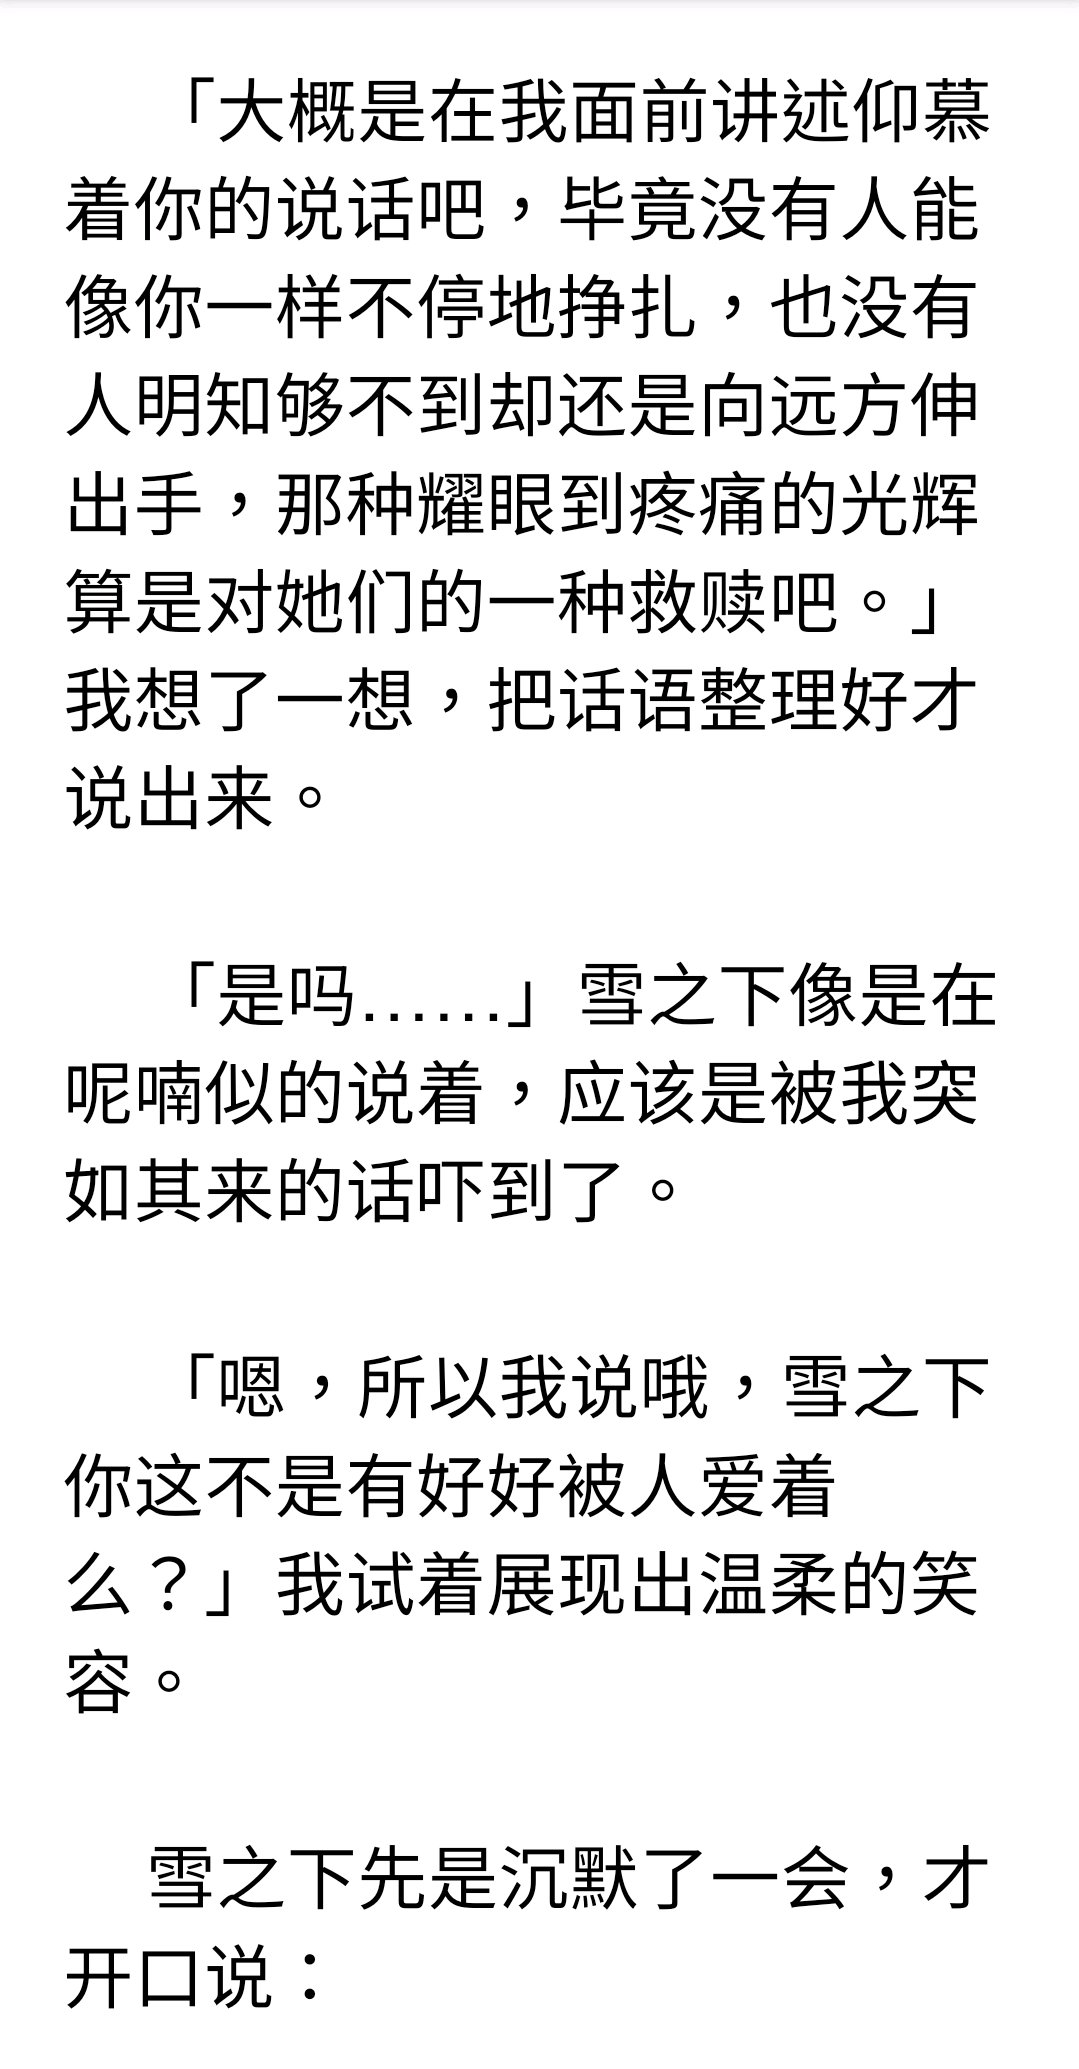 「大概是在我面前讲述仰慕
着你的说话吧，毕竟没有人能
像你一样不停地挣扎，也没有
人明知够不到却还是向远方伸
出手，那种耀眼到疼痛的光辉
算是对她们的一种救赎吧。」
我想了一想，把话语整理好才
说出来。
「是吗……」雪之下像是在
呢喃似的说着，应该是被我突
如其来的话吓到了。
「嗯，所以我说哦，雪之下
你这不是有好好被人爱着
么？」我试着展现出温柔的笑
容。
雪之下先是沉默了一会，才
开口说：